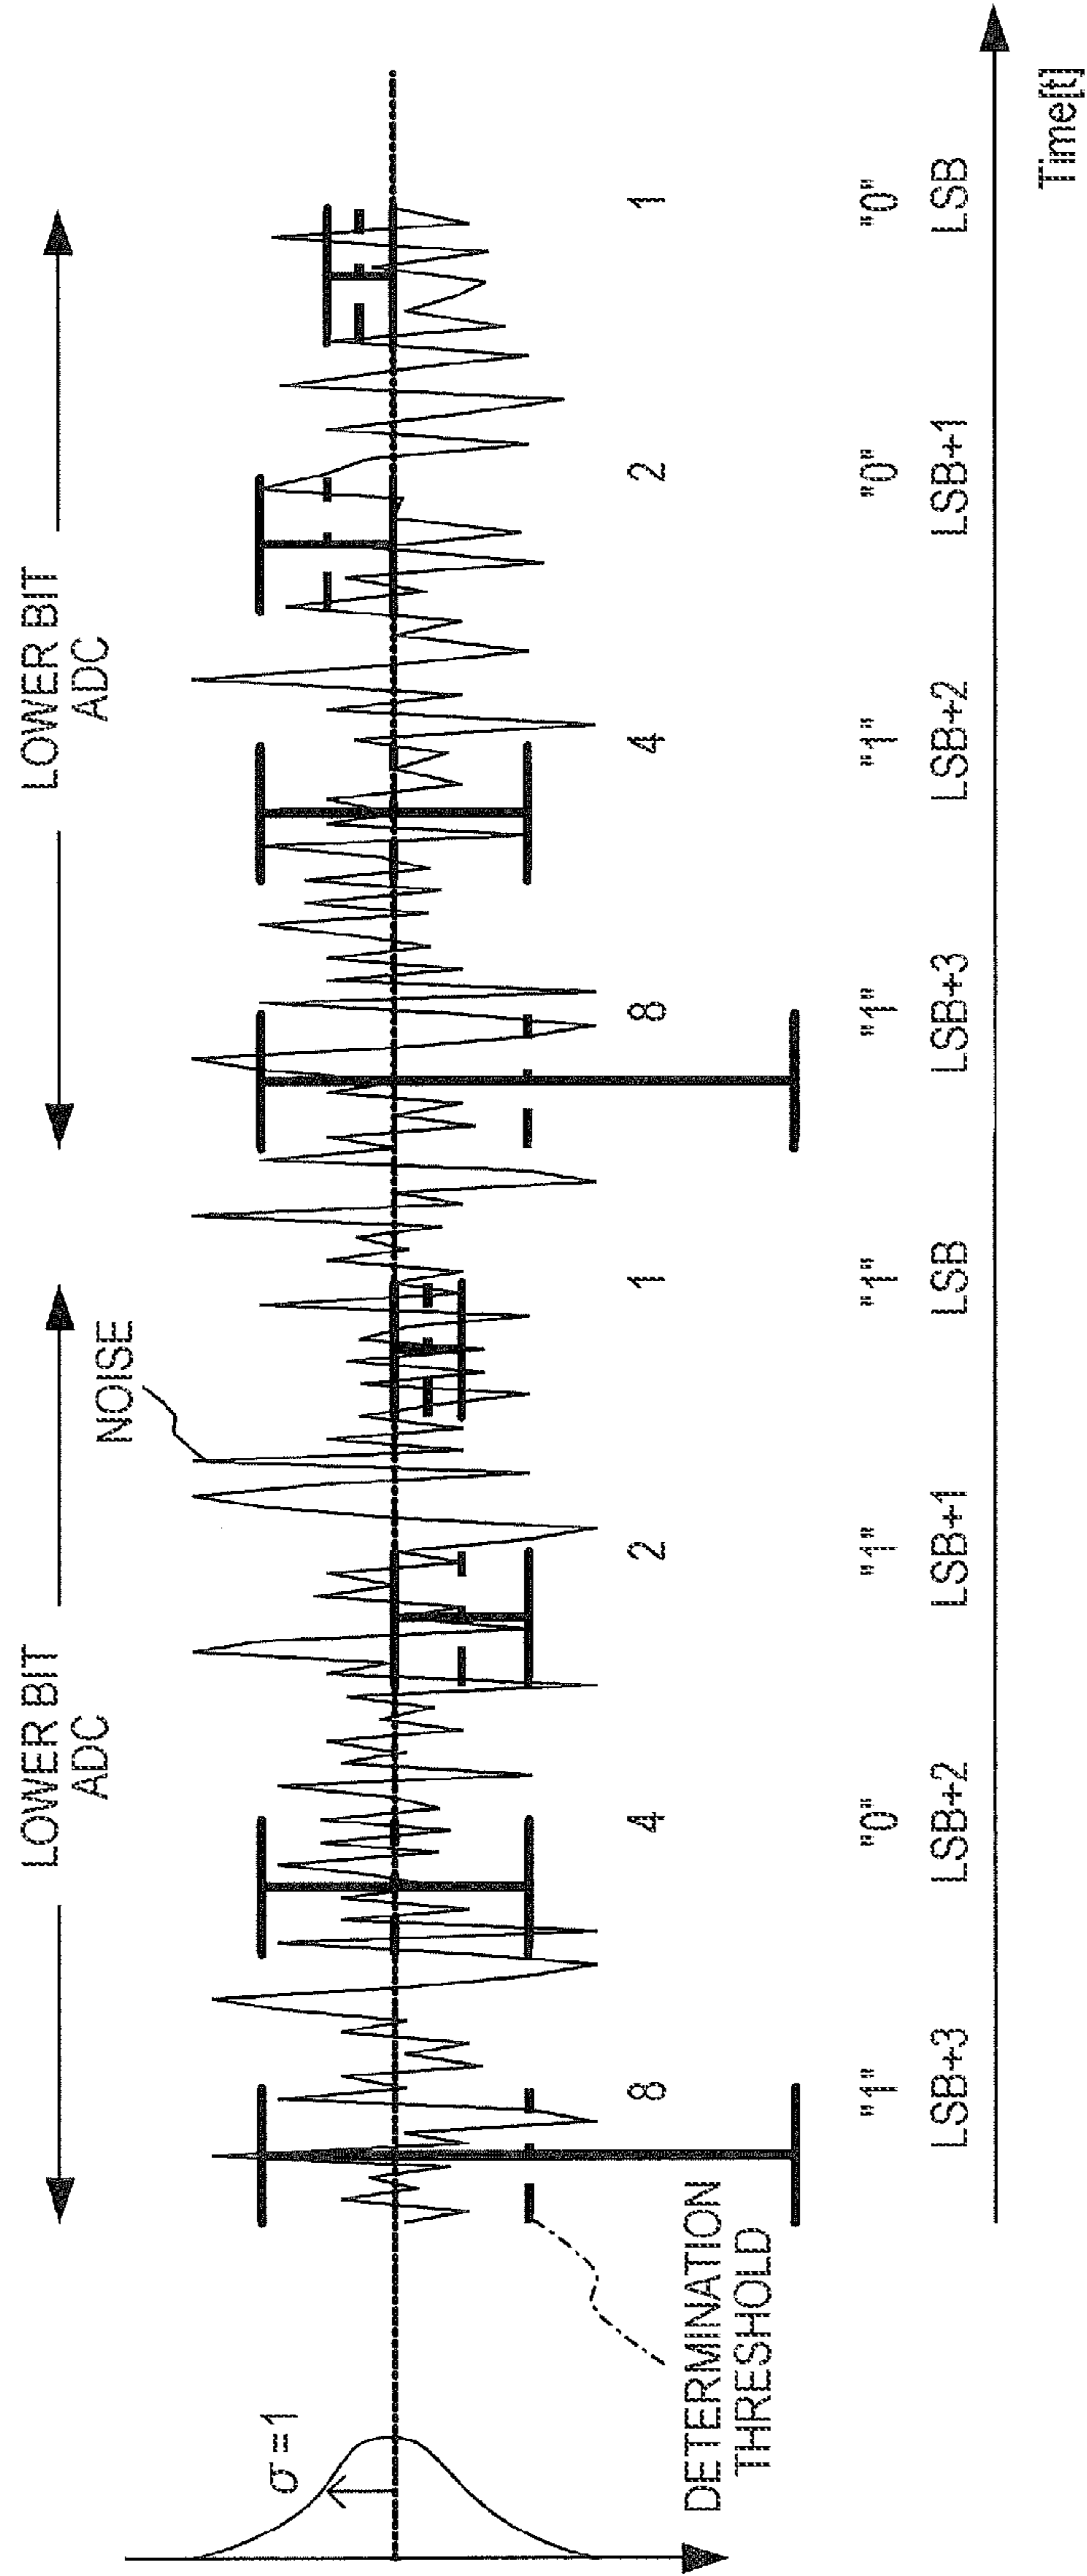 LOWER BIT
ADC
LOWER BIT
ADC
NOISE
σ=1
DETERMINATION
THRESHOLD
8 4 2 1 8 4 2 1
"1" "0" "1" "1" "1" "1" "0" "0"
LSB+3 LSB+2 LSB+1 LSB LSB+3 LSB+2 LSB+1 LSB
Time[t]